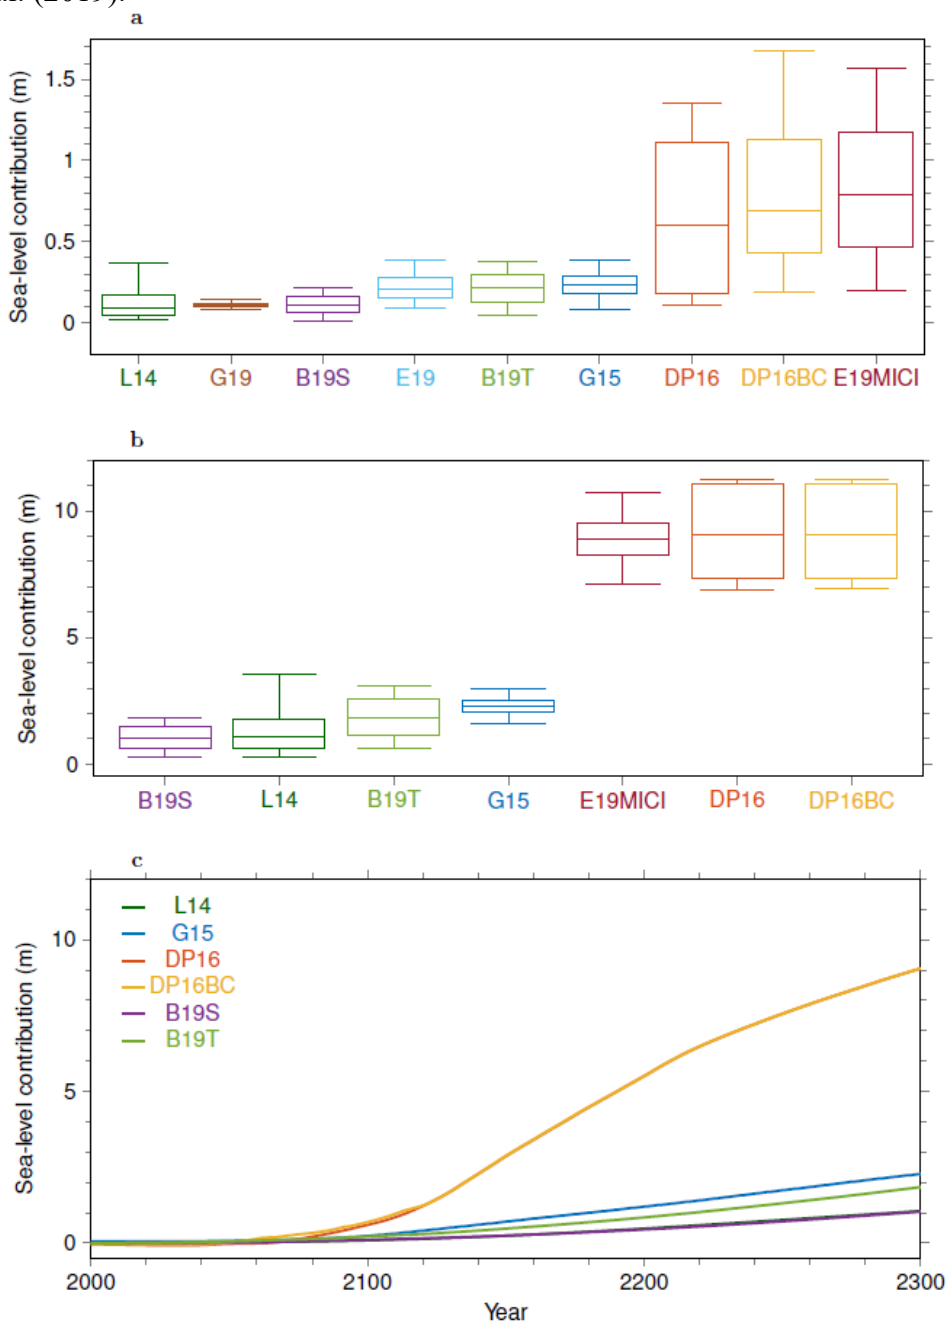 (2019).
a
Sea-level contribution (m)
1.5
1
0.5
0
L14 G19 B19S E19 B19T G15 DP16 DP16BC E19MICI
b
Sea-level contribution (m)
10
5
0
B19S L14 B19T G15 E19MICI DP16 DP16BC
c
Sea-level contribution (m)
10
5
0
L14
G15
DP16
DP16BC
B19S
B19T
2000 2100 2200 2300
Year